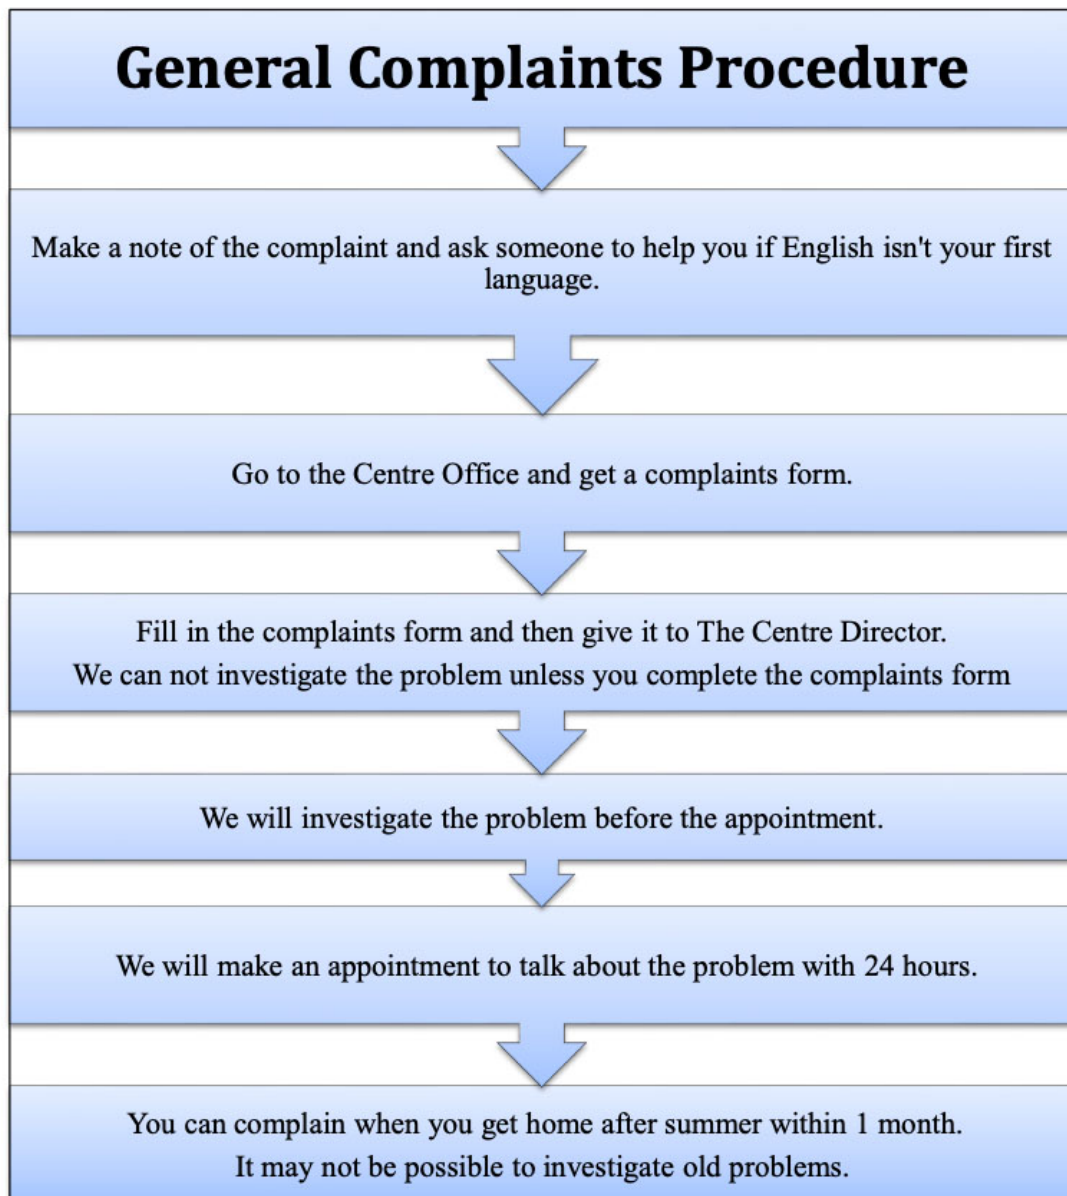 General Complaints Procedure
Make a note of the complaint and ask someone to help you if English isn't your first
language.
Go to the Centre Office and get a complaints form.
Fill in the complaints form and then give it to The Centre Director.
We can not investigate the problem unless you complete the complaints form
We will investigate the problem before the appointment.
We will make an appointment to talk about the problem with 24 hours.
You can complain when you get home after summer within 1 month.
It may not be possible to investigate old problems.